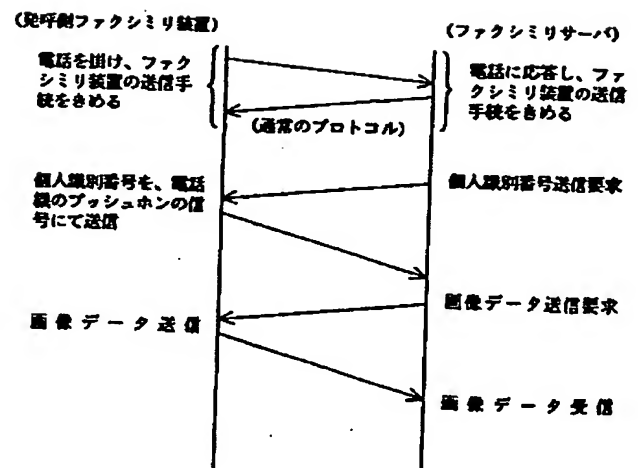 (発呼側ファクシミリ装置)
(ファクシミリサーバ)
電話を掛け、ファク
シミリ装置の送信手
続をきめる
電話に応答し、ファ
クシミリ装置の送信
手続をきめる
(通常のプロトコル)
個人識別番号を、電話
線のプッシュホンの信
号にて送信
個人識別番号送信要求
画像データ送信要求
画像データ送信
画像データ受信